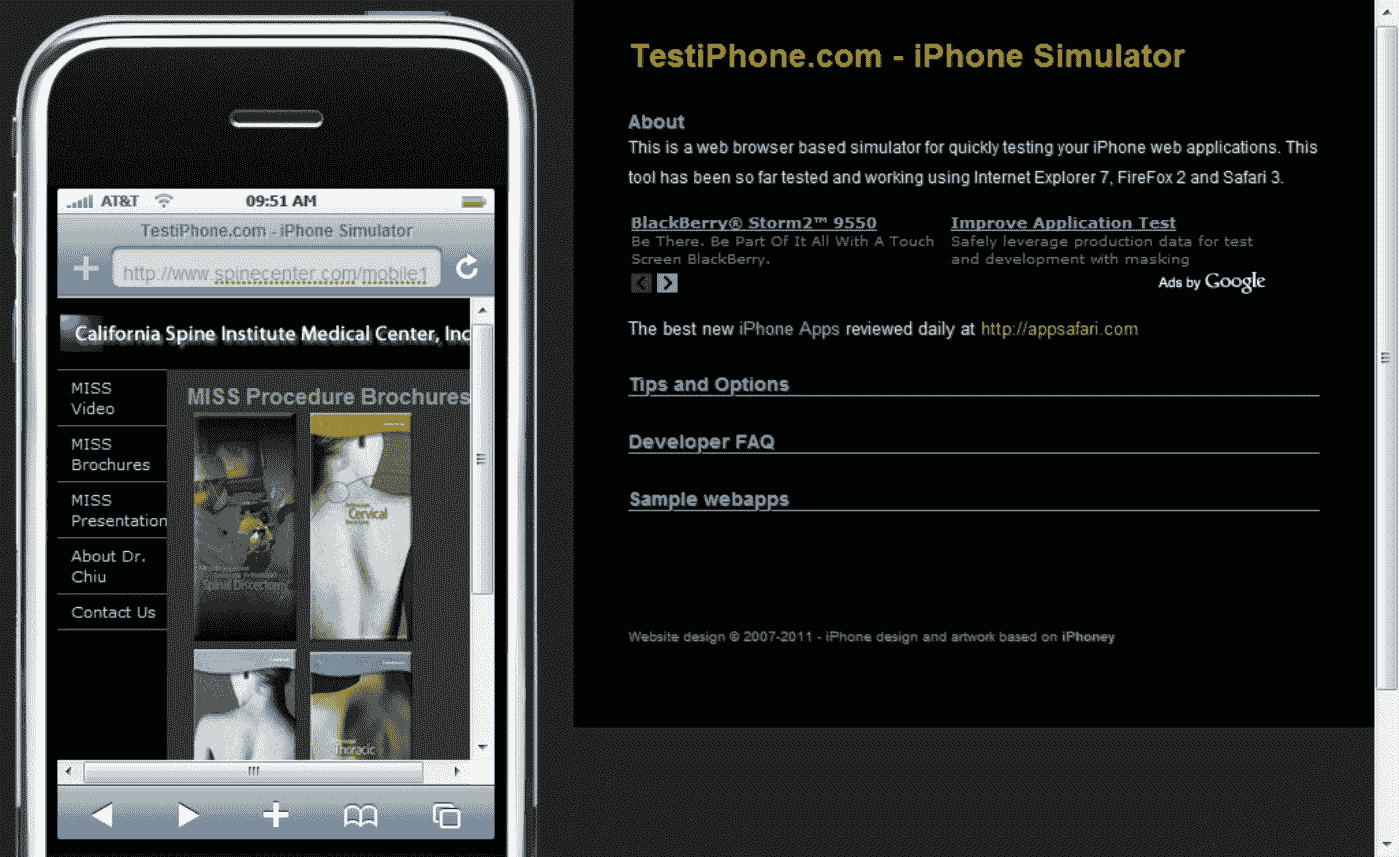 AT&T 09:51 AM
TestiPhone.com - iPhone Simulator
http://www.spinecenter.com/mobile1
California Spine Institute Medical Center, Inc
MISS
Video
MISS
Brochures
MISS
Presentation
About Dr.
Chiu
Contact Us
MISS Procedure Brochures
Spinal Discectomy
Cervical
Thoracic
TestiPhone.com - iPhone Simulator
About
This is a web browser based simulator for quickly testing your iPhone web applications. This
tool has been so far tested and working using Internet Explorer 7, FireFox 2 and Safari 3.
BlackBerry® Storm2™ 9550
Be There. Be Part Of It All With A Touch
Screen BlackBerry.
Improve Application Test
Safely leverage production data for test
and development with masking
Ads by Google
The best new iPhone Apps reviewed daily at http://appsafari.com
Tips and Options
Developer FAQ
Sample webapps
Website design © 2007-2011 - iPhone design and artwork based on iPhoney